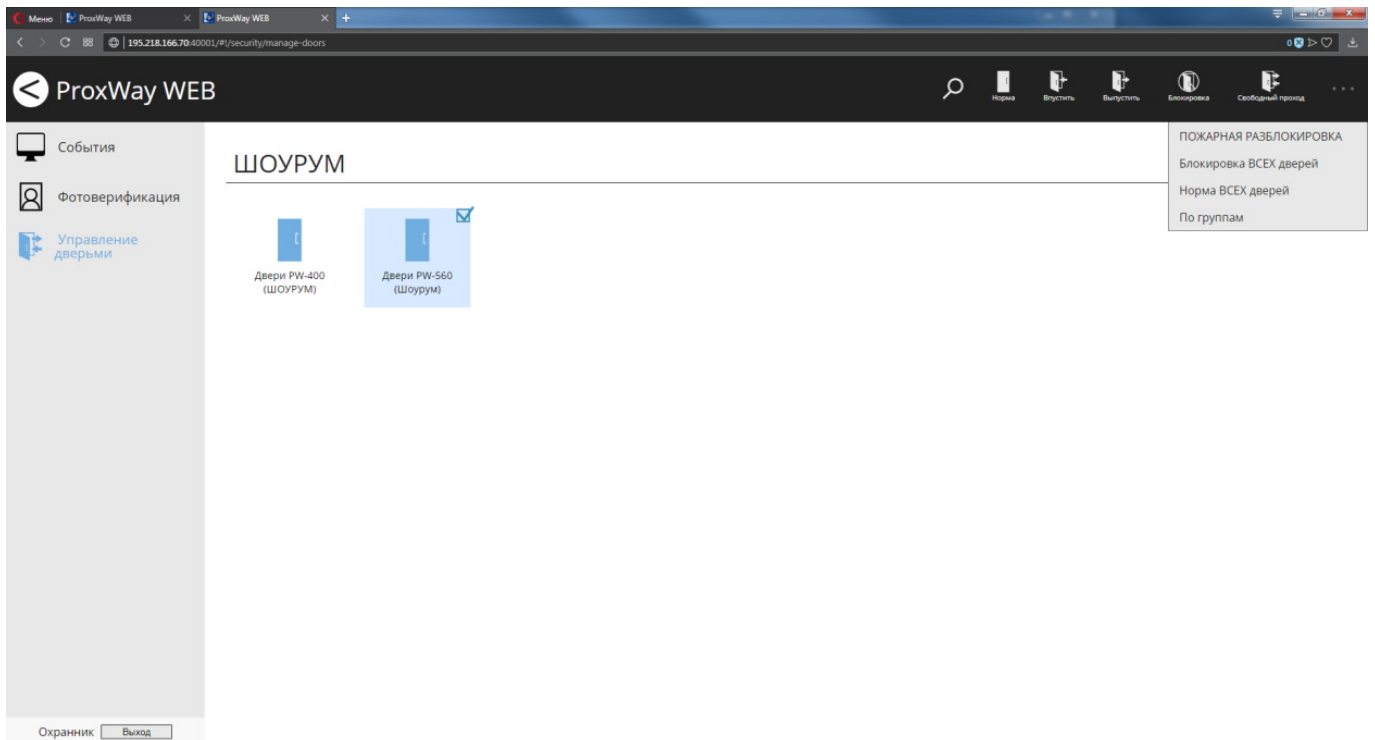 Меню
ProxWay WEB
ProxWay WEB
195.218.166.70:40001/#!/security/manage-doors
0
ProxWay WEB
Норма
Впустить
Выпустить
Блокировка
Свободный проход
События
Фотоверификация
Управление
дверьми
ПОЖАРНАЯ РАЗБЛОКИРОВКА
Блокировка ВСЕХ дверей
Норма ВСЕХ дверей
По группам
ШОУРУМ
Двери PW-400
(ШОУРУМ)
Двери PW-560
(Шоурум)
Охранник
Выход